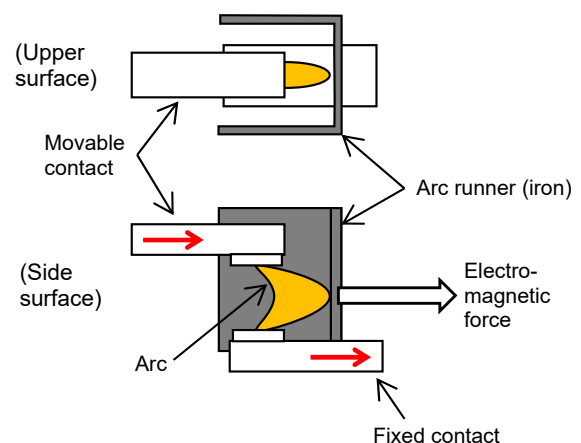 (Upper
surface)
Movable
contact
Arc runner (iron)
(Side
surface)
Electro-
magnetic
force
Arc
Fixed contact